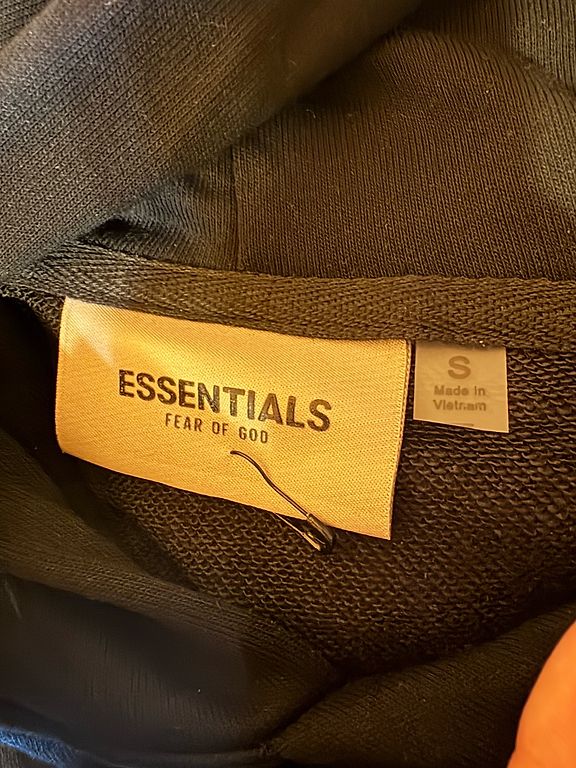 ESSENTIALS
FEAR OF GOD
S
Made In
Vietnam